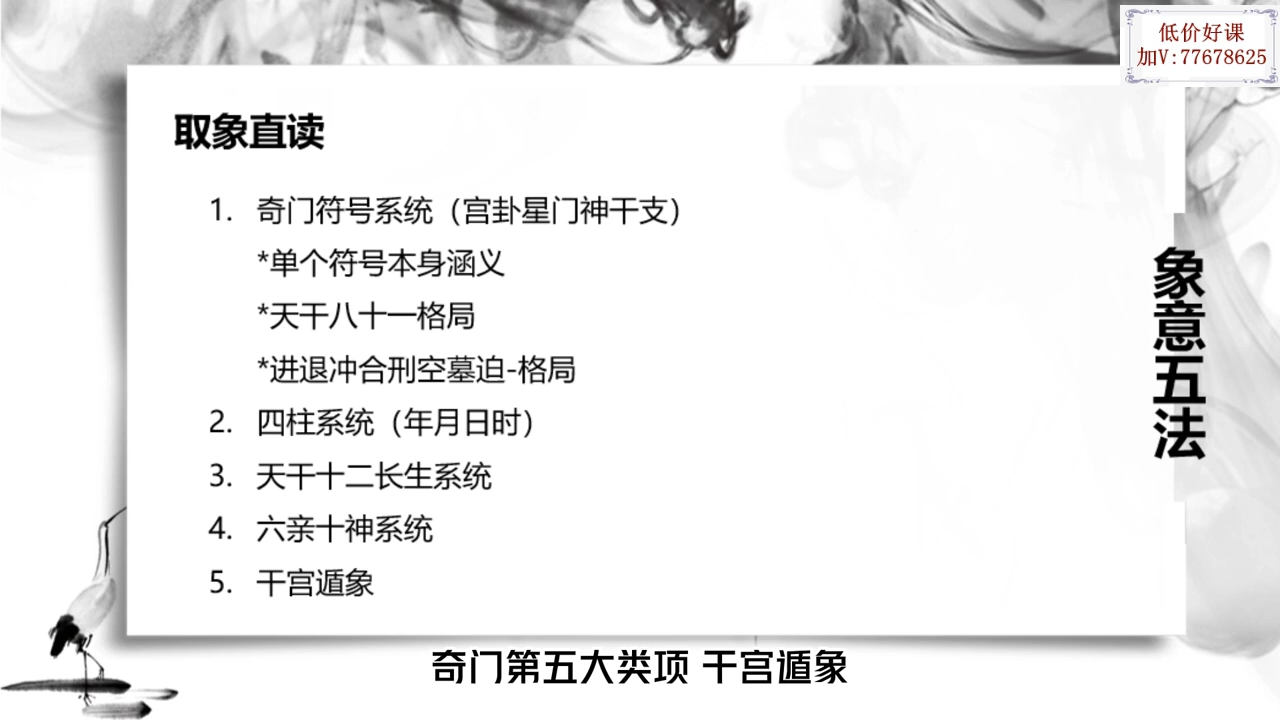 低价好课
加V:77678625
取象直读
1. 奇门符号系统（宫卦星门神干支）
*单个符号本身涵义
*天干八十一格局
*进退冲合刑空墓迫-格局
2. 四柱系统（年月日时）
3. 天干十二长生系统
4. 六亲十神系统
5. 干宫遁象
象意五法
奇门第五大类项 干宫遁象